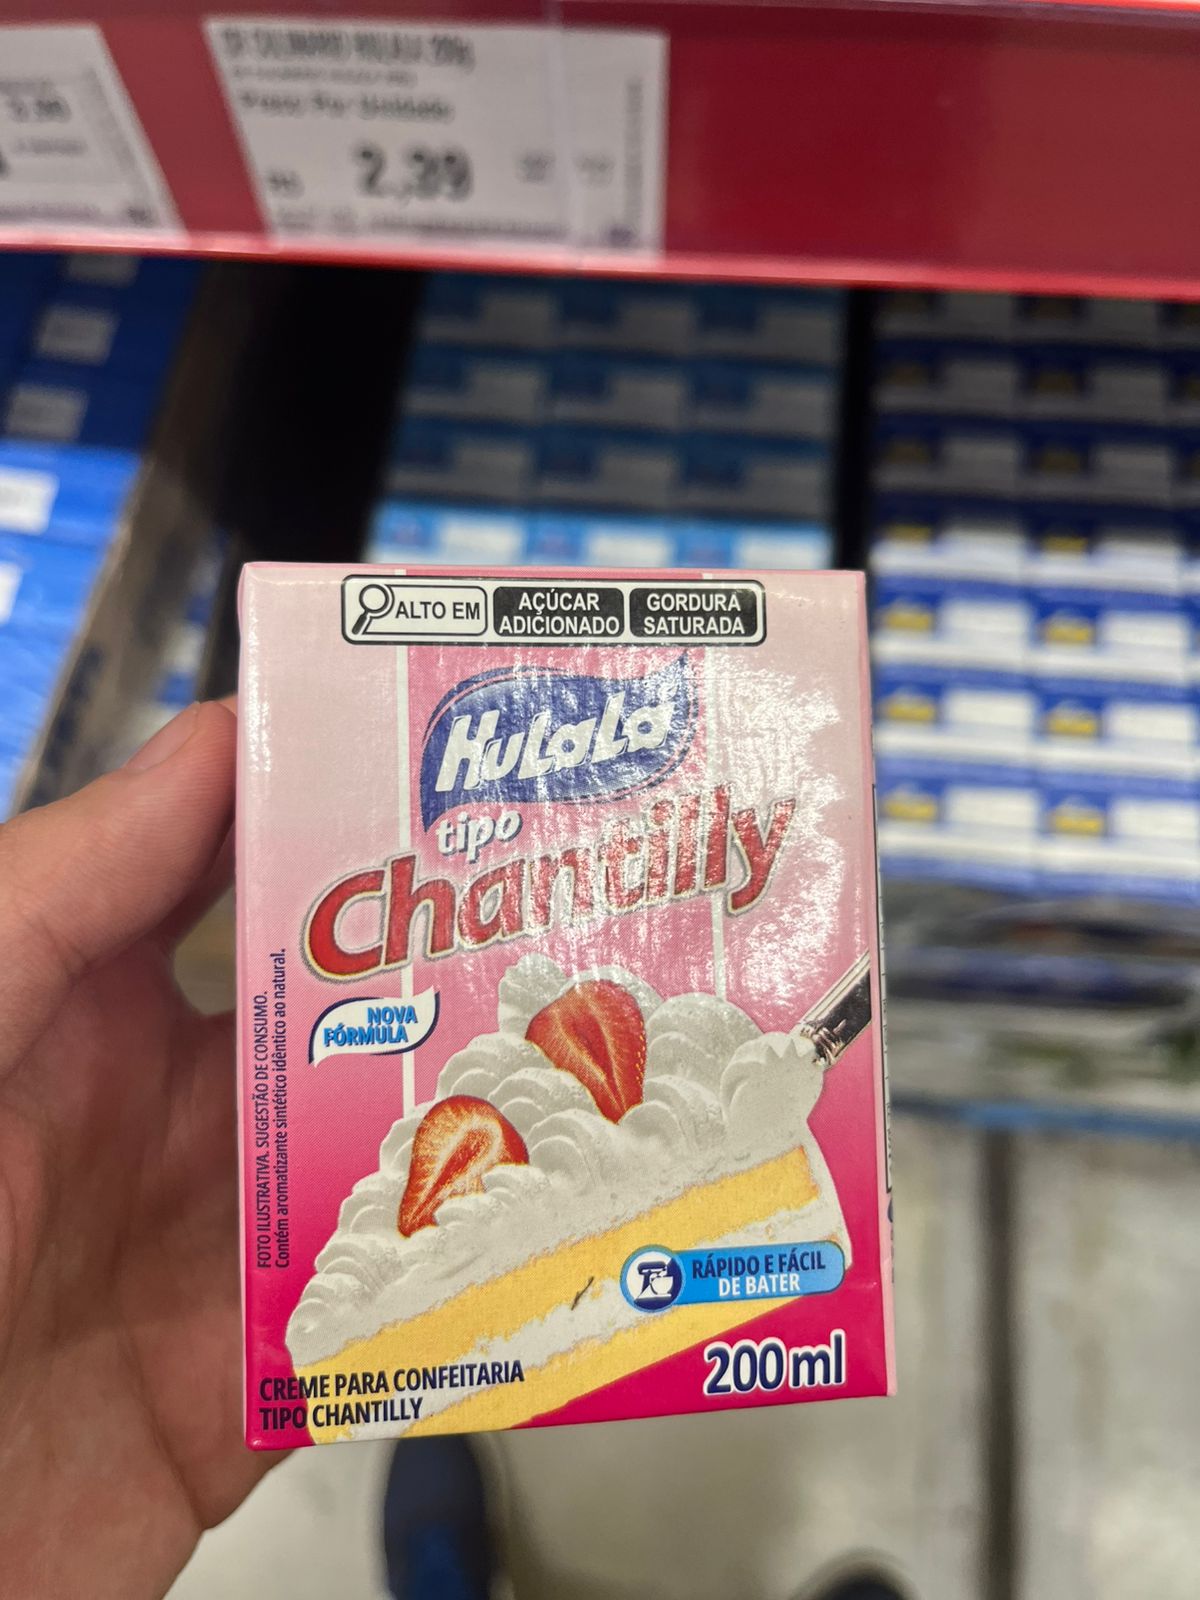 2,39
ALTO EM
AÇÚCAR
ADICIONADO
GORDURA
SATURADA
HuLaLá
tipo
Chantilly
NOVA
FÓRMULA
FOTO ILUSTRATIVA. SUGESTÃO DE CONSUMO.
Contém aromatizante sintético idêntico ao natural.
RÁPIDO E FÁCIL
DE BATER
200ml
CREME PARA CONFEITARIA
TIPO CHANTILLY